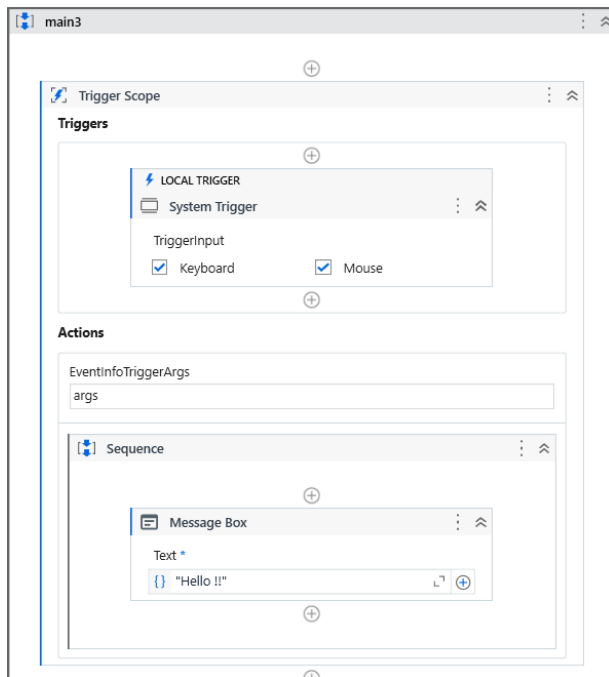 main3
Trigger Scope
Triggers
LOCAL TRIGGER
System Trigger
TriggerInput
Keyboard Mouse
Actions
EventInfoTriggerArgs
args
Sequence
Message Box
Text *
{} "Hello !!"